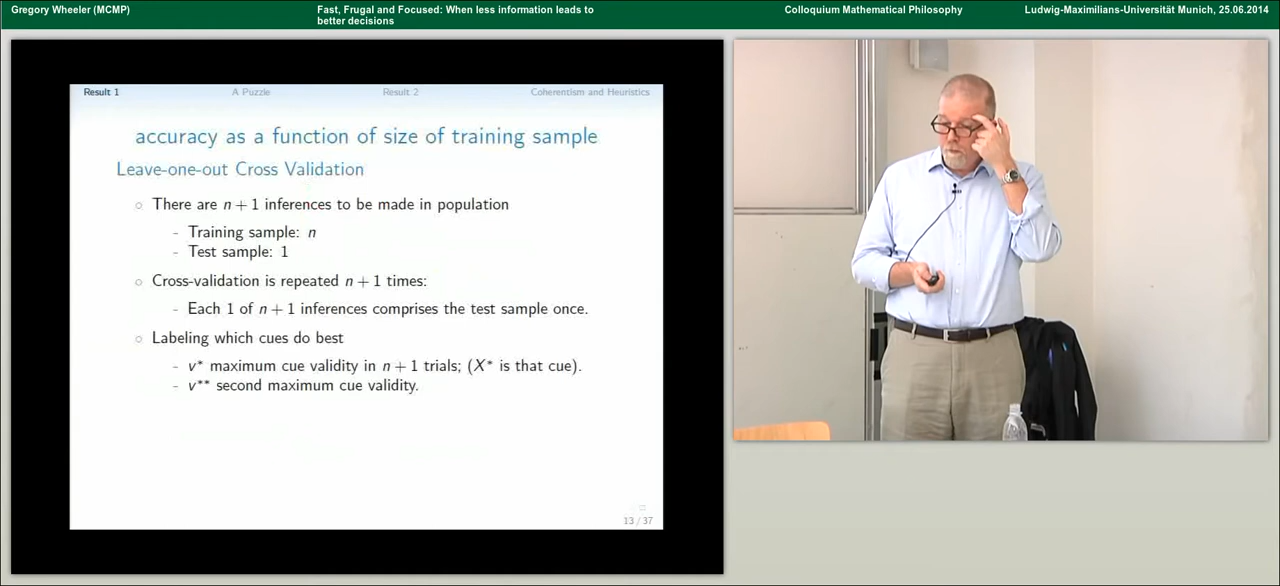 Gregory Wheeler (MCMP)
Fast, Frugal and Focused: When less information leads to
better decisions
Colloquium Mathematical Philosophy
Ludwig-Maximilians-Universität Munich, 25.06.2014
Result 1
A Puzzle
Result 2
Coherentism and Heuristics
accuracy as a function of size of training sample
Leave-one-out Cross Validation
○ There are n + 1 inferences to be made in population
- Training sample: n
- Test sample: 1
○ Cross-validation is repeated n + 1 times:
- Each 1 of n + 1 inferences comprises the test sample once.
○ Labeling which cues do best
- v* maximum cue validity in n + 1 trials; (X* is that cue).
- v** second maximum cue validity.
13 / 37